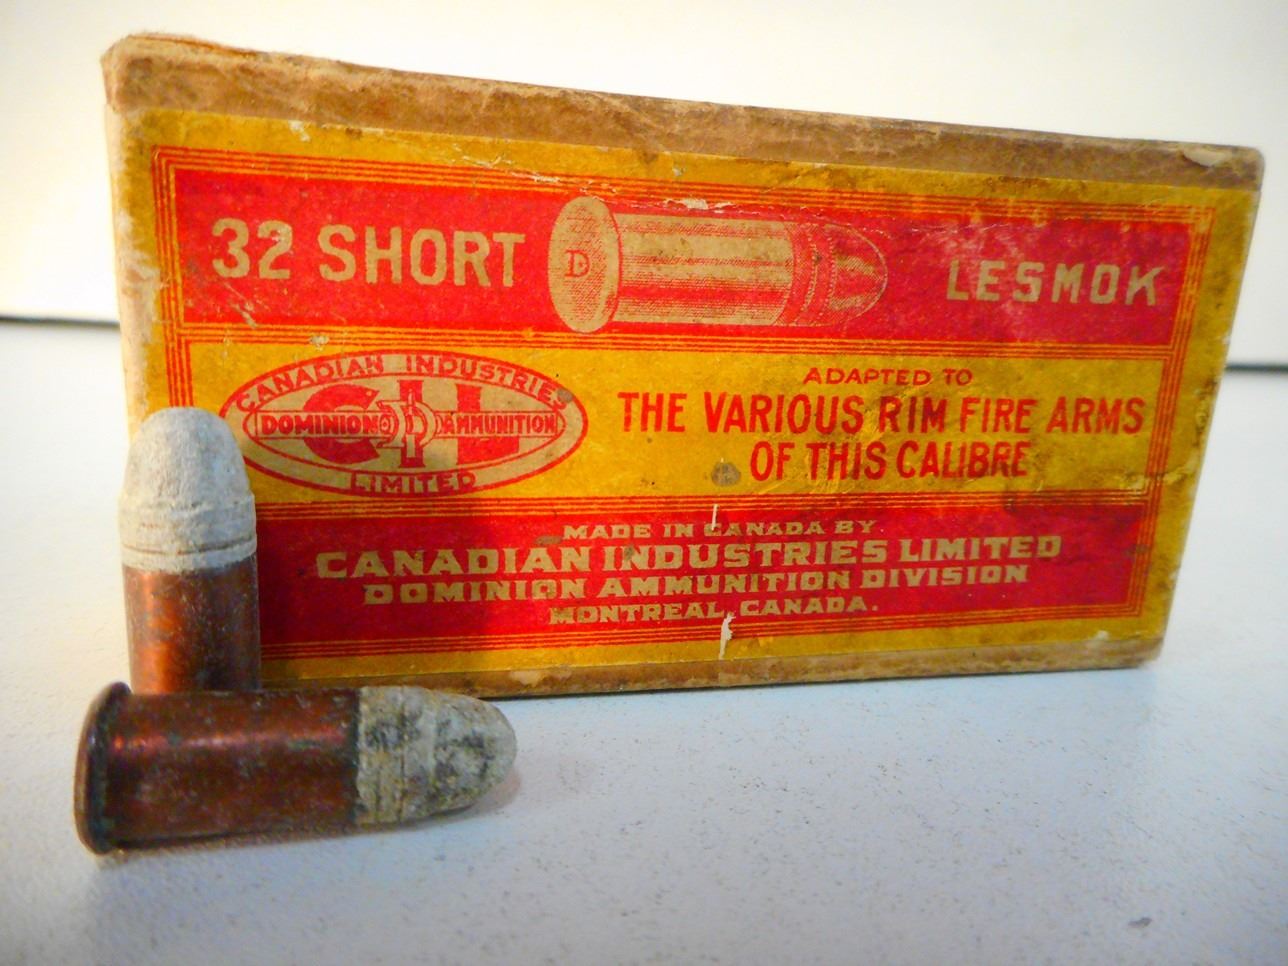 32 SHORT
D
LESMOK
CANADIAN INDUSTRIES
CIL
DOMINION AMMUNITION
LIMITED
ADAPTED TO
THE VARIOUS RIM FIRE ARMS
OF THIS CALIBRE
MADE IN CANADA BY
CANADIAN INDUSTRIES LIMITED
DOMINION AMMUNITION DIVISION
MONTREAL, CANADA.